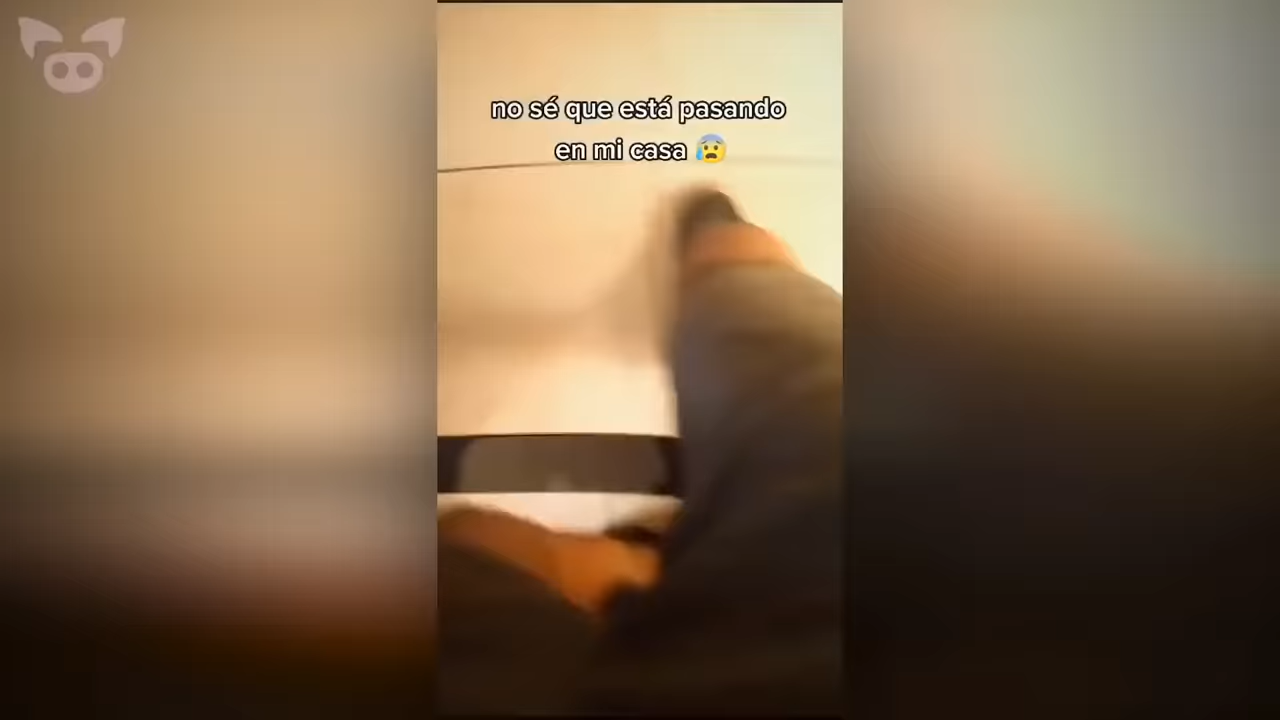 no sé que está pasando
en mi casa 😰